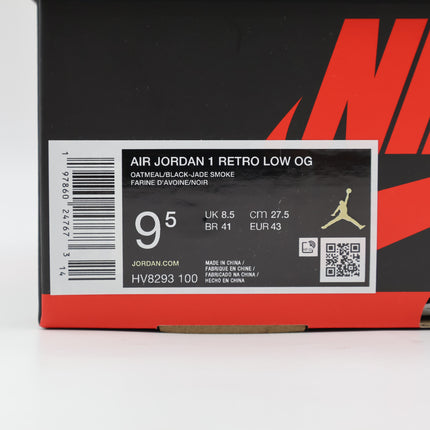 NIK
AIR JORDAN 1 RETRO LOW OG
OATMEAL/BLACK-JADE SMOKE
FARINE D'AVOINE/NOIR
9⁵
UK 8.5 cm 27.5
BR 41 EUR 43
JORDAN.COM
HV8293 100
MADE IN CHINA /
FABRIQUÉ EN CHINE /
FABRICADO NA CHINA /
HECHO EN CHINA
1 97860 24767 3 14